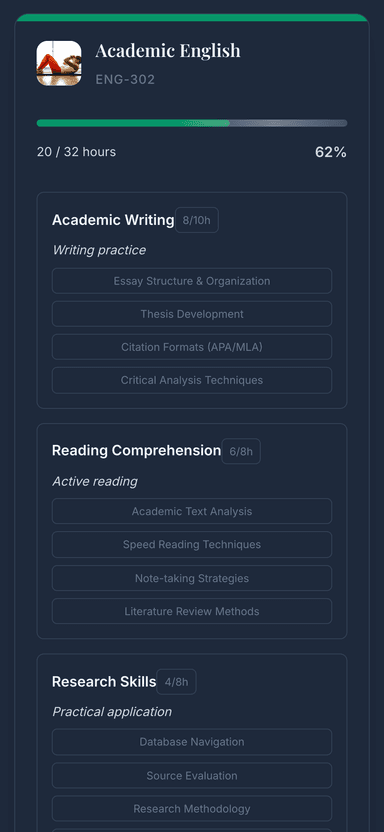 Academic English
ENG-302
20 / 32 hours
62%
Academic Writing
8/10h
Writing practice
Essay Structure & Organization
Thesis Development
Citation Formats (APA/MLA)
Critical Analysis Techniques
Reading Comprehension
6/8h
Active reading
Academic Text Analysis
Speed Reading Techniques
Note-taking Strategies
Literature Review Methods
Research Skills
4/8h
Practical application
Database Navigation
Source Evaluation
Research Methodology